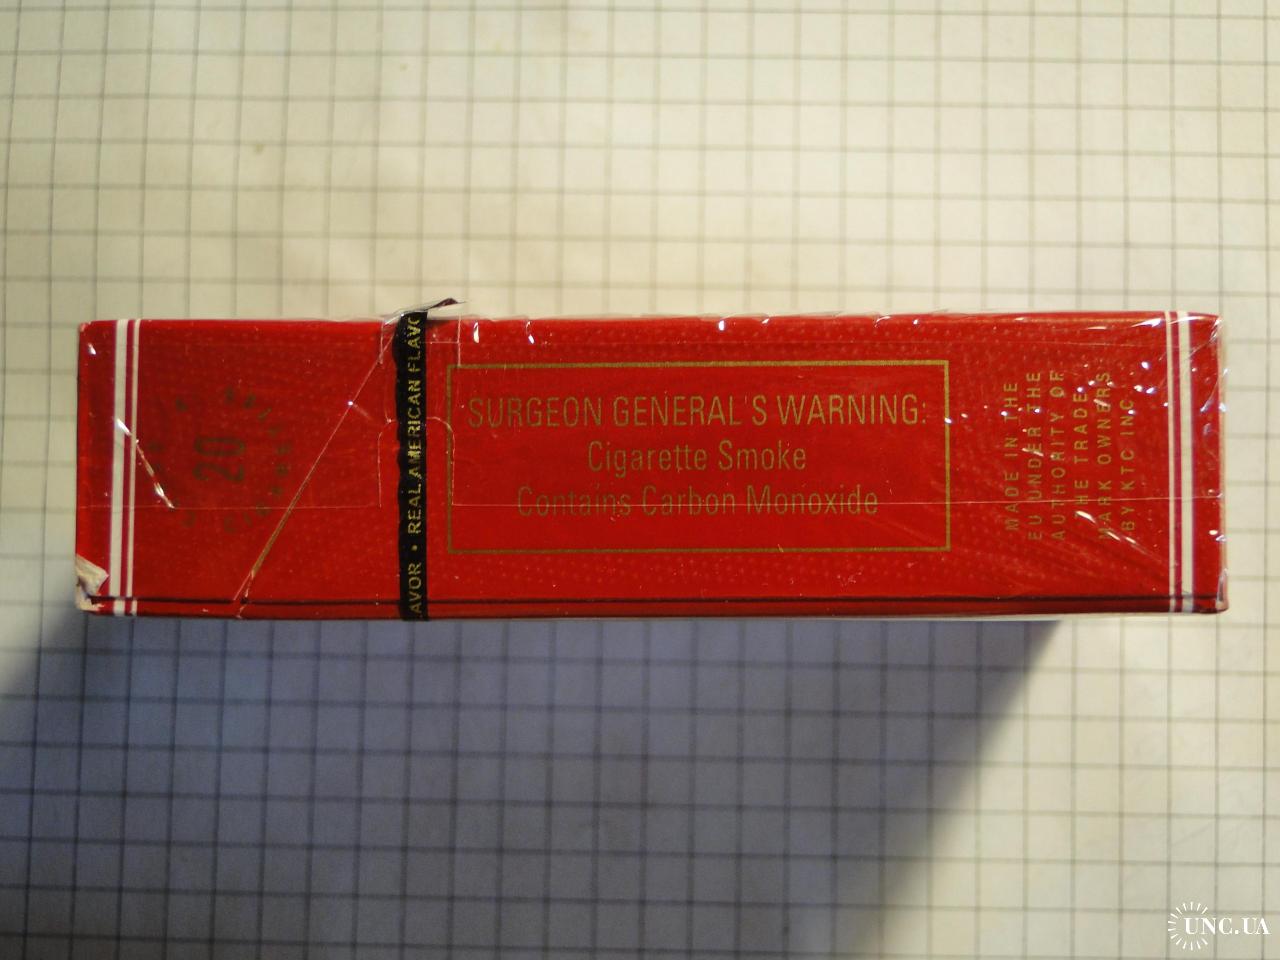 20
AVOR • REAL AMERICAN FLAVO
SURGEON GENERAL'S WARNING:
Cigarette Smoke
Contains Carbon Monoxide
MADE IN THE
EU UNDER THE
AUTHORITY OF
THE TRADE
MARK OWNERS
BY KTC INC.
UNC.UA